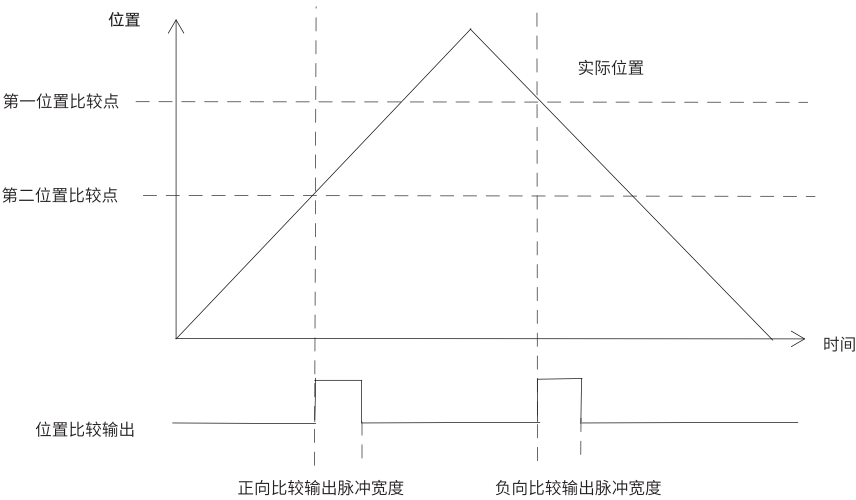 位置
实际位置
第一位置比较点
第二位置比较点
时间
位置比较输出
正向比较输出脉冲宽度
负向比较输出脉冲宽度